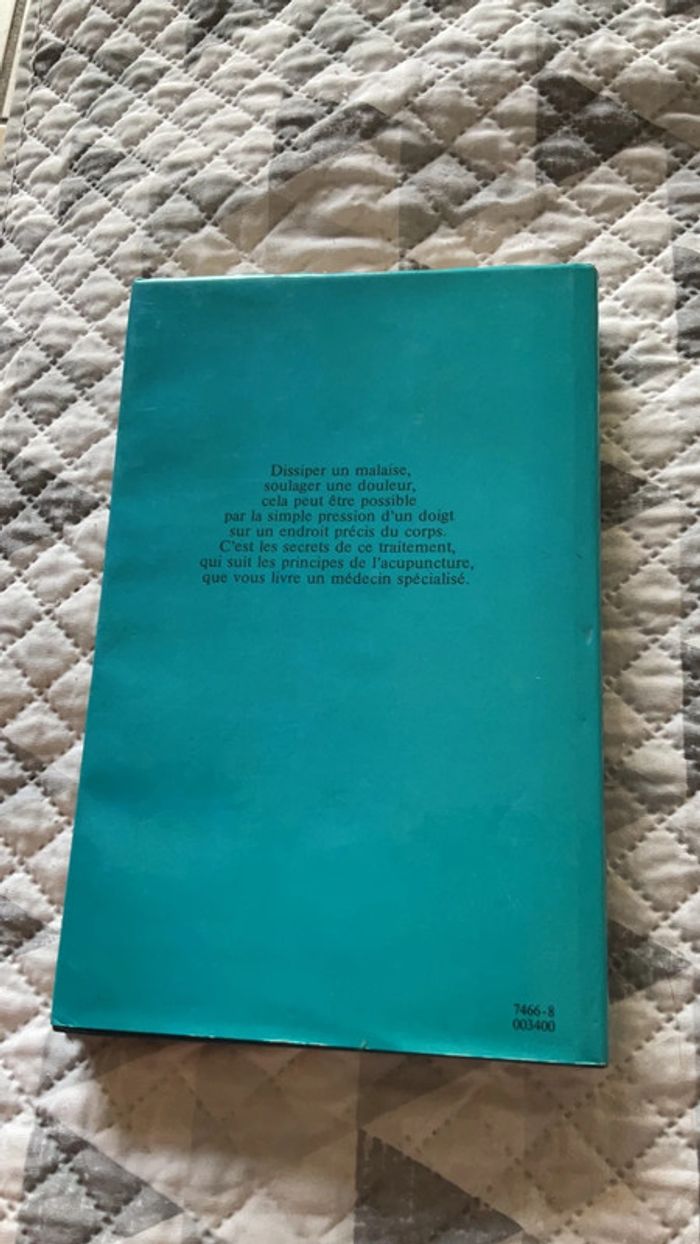 Dissiper un malaise,
soulager une douleur,
cela peut être possible
par la simple pression d'un doigt
sur un endroit précis du corps.
C'est les secrets de ce traitement,
qui suit les principes de l'acupuncture,
que vous livre un médecin spécialisé.
7466-8
003400